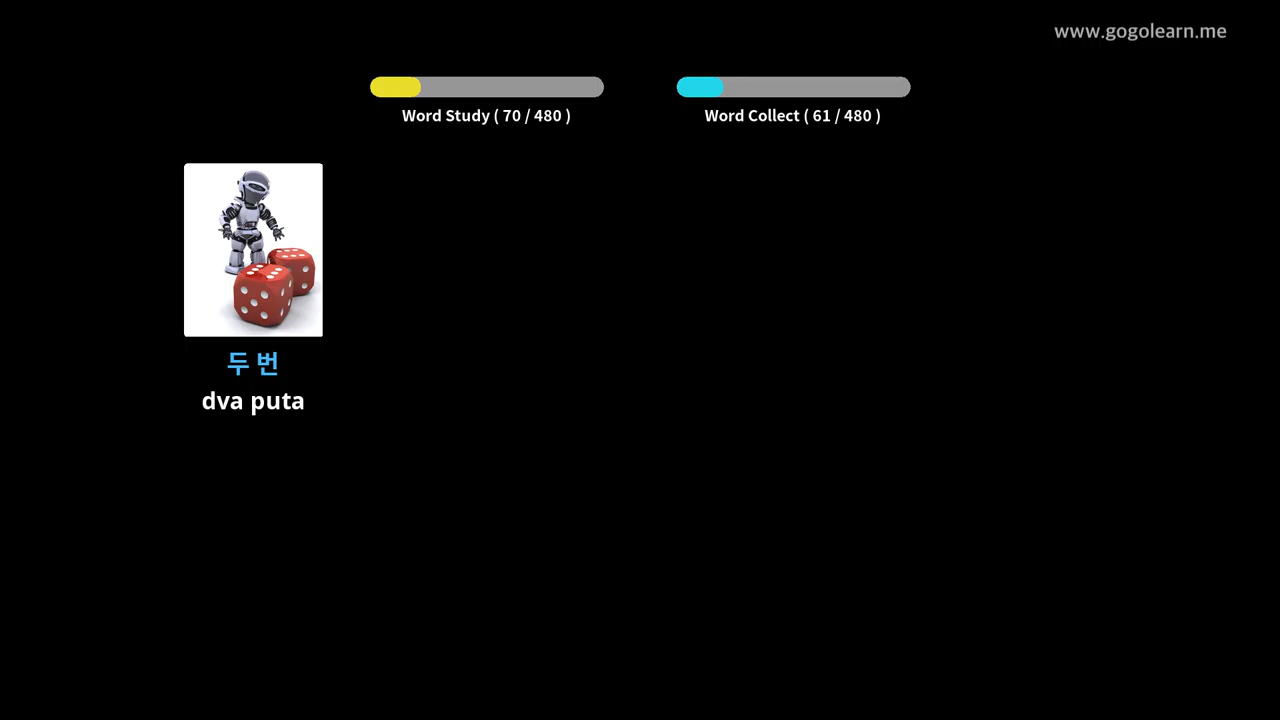 www.gogolearn.me
Word Study ( 70 / 480 )
Word Collect ( 61 / 480 )
두 번
dva puta